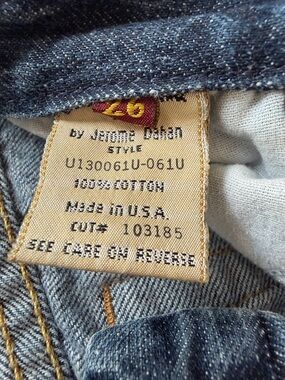 26
by Jerome Dahan
STYLE
U130061U-061U
100% COTTON
Made in U.S.A.
CUT# 103185
SEE CARE ON REVERSE